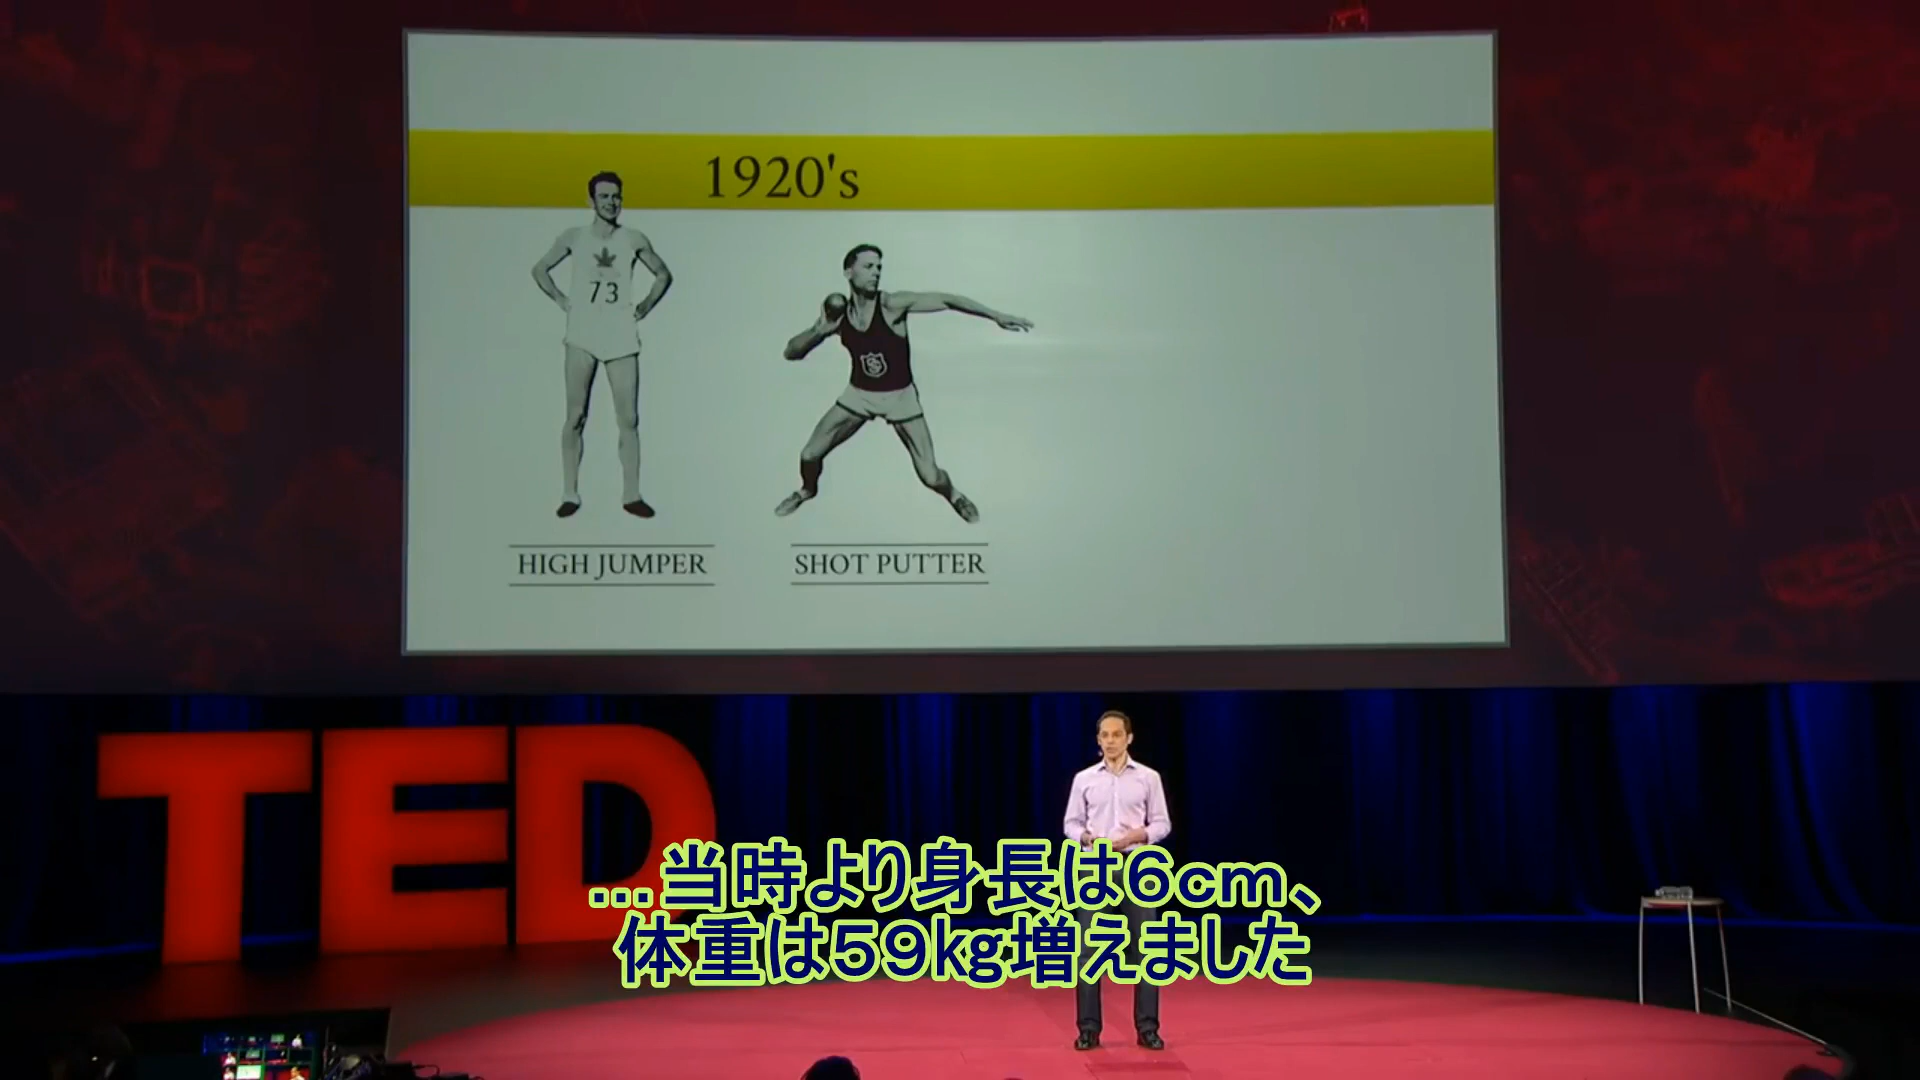 1920's
73
S
HIGH JUMPER
SHOT PUTTER
TED
…当時より身長は6cm、
体重は59㎏増えました